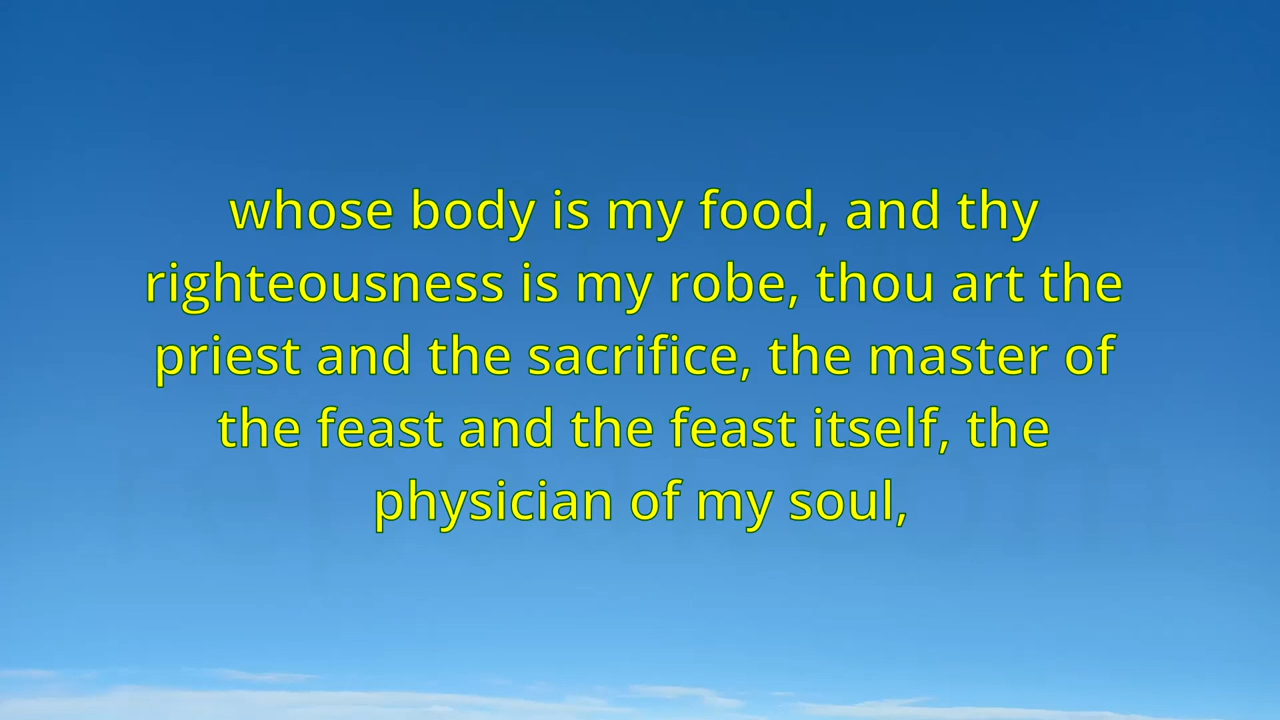 whose body is my food, and thy
righteousness is my robe, thou art the
priest and the sacrifice, the master of
the feast and the feast itself, the
physician of my soul,